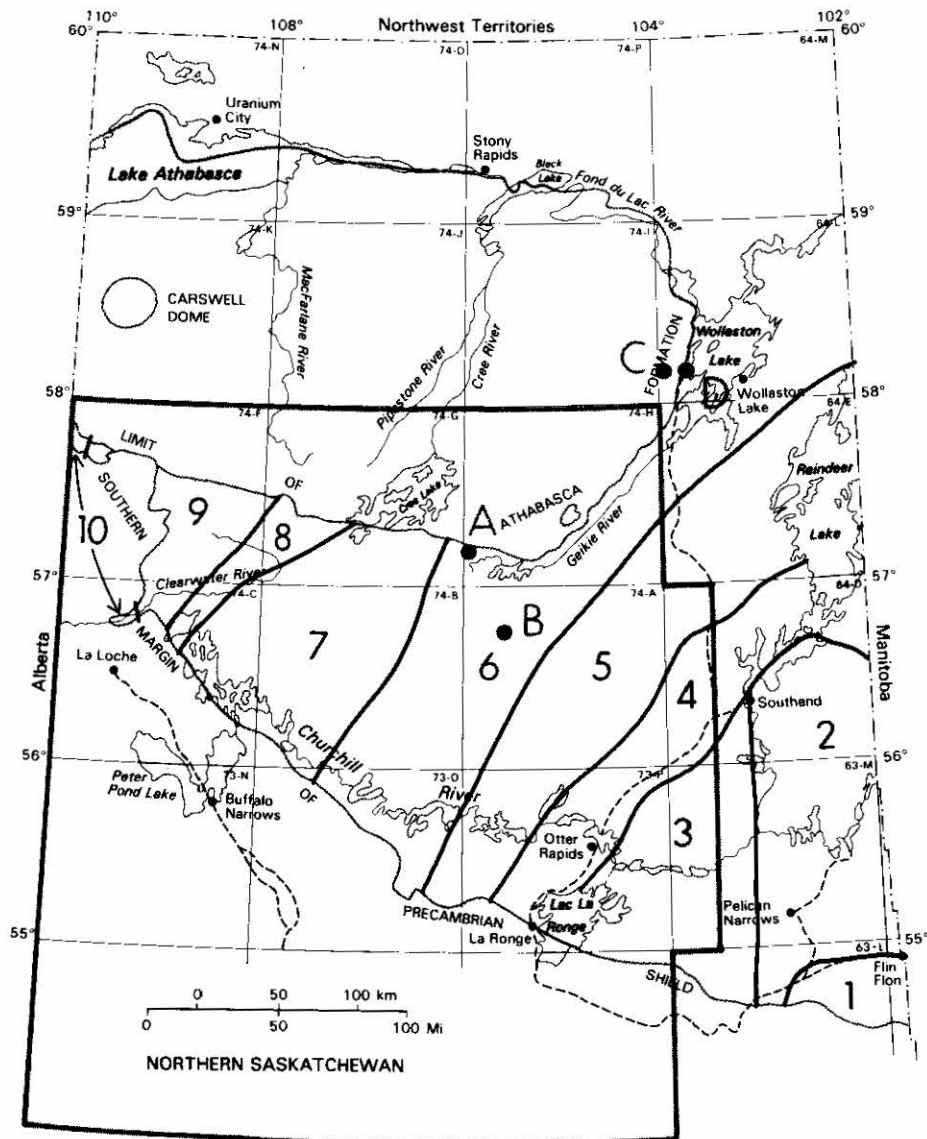 110°
60°
108°
Northwest Territories
104°
102°
60°
74-N
74-O
74-P
64-M
Uranium
City
Stony
Rapids
Black
Lake
Fond du Lac River
Lake Athabasca
59°
59°
74-K
74-J
74-I
64-L
MacFarlane River
CARSWELL
DOME
Pipestone River
Cree River
FORMATION
Wollaston
Lake
C
D
Wollaston
Lake
58°
58°
74-F
74-G
74-H
64-E
LIMIT
OF
SOUTHERN
Cree Lake
ATHABASCA
Geikie River
Reindeer
Lake
10
9
8
A
Clearwater River
57°
57°
74-C
74-B
74-A
64-D
MARGIN
OF
7
B
6
5
4
La Loche
Alberta
Manitoba
Southend
2
Churchill
River
56°
56°
73-N
73-O
73-P
63-M
Peter
Pond Lake
Buffalo
Narrows
Otter
Rapids
3
Lac La
Ronge
PRECAMBRIAN
La Ronge
Pelican
Narrows
55°
55°
63-L
SHIELD
Flin
Flon
1
0 50 100 km
0 50 100 Mi
NORTHERN SASKATCHEWAN